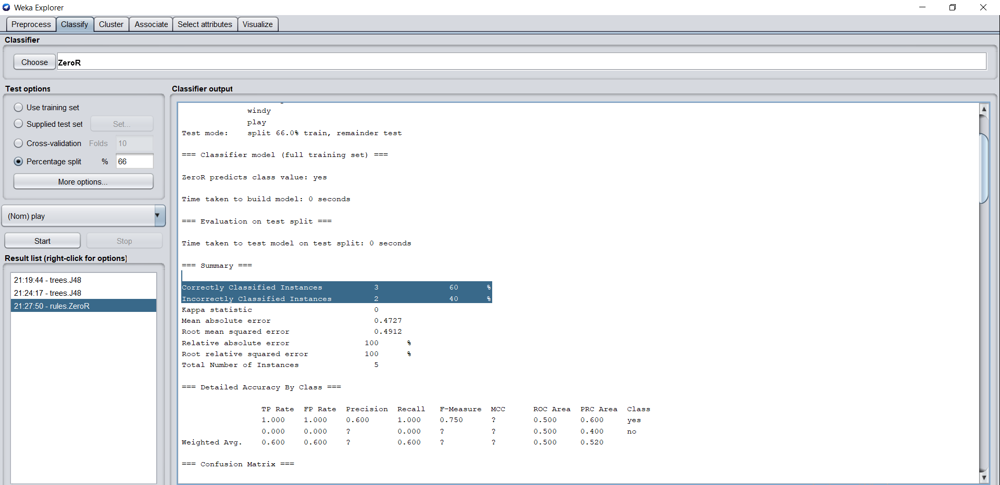 Weka Explorer
Preprocess Classify Cluster Associate Select attributes Visualize
Classifier
Choose ZeroR
Test options
Use training set
Supplied test set Set...
Cross-validation Folds 10
Percentage split % 66
More options...
(Nom) play
Start Stop
Result list (right-click for options)
21:19:44 - trees.J48
21:24:17 - trees.J48
21:27:50 - rules.ZeroR
Classifier output
windy
play
Test mode: split 66.0% train, remainder test
=== Classifier model (full training set) ===
ZeroR predicts class value: yes
Time taken to build model: 0 seconds
=== Evaluation on test split ===
Time taken to test model on test split: 0 seconds
=== Summary ===
Correctly Classified Instances 3 60 %
Incorrectly Classified Instances 2 40 %
Kappa statistic 0
Mean absolute error 0.4727
Root mean squared error 0.4912
Relative absolute error 100 %
Root relative squared error 100 %
Total Number of Instances 5
=== Detailed Accuracy By Class ===
TP Rate FP Rate Precision Recall F-Measure MCC ROC Area PRC Area Class
1.000 1.000 0.600 1.000 0.750 ? 0.500 0.600 yes
0.000 0.000 ? 0.000 ? ? 0.500 0.400 no
Weighted Avg. 0.600 0.600 ? 0.600 ? ? 0.500 0.520
=== Confusion Matrix ===